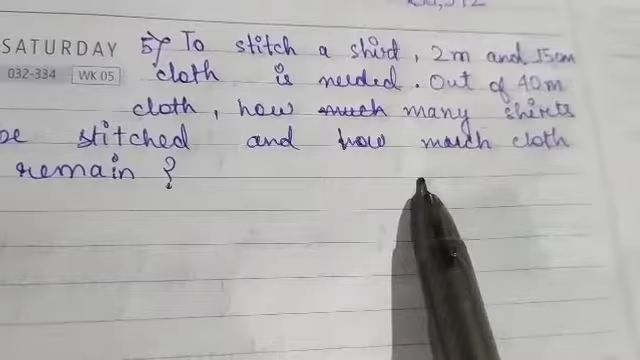 SATURDAY 5) To stitch a shirt, 2m and 15cm
032-334 WK 05 cloth is needed. Out of 40m
cloth, how much many shirts
be stitched and how much cloth
remain ?